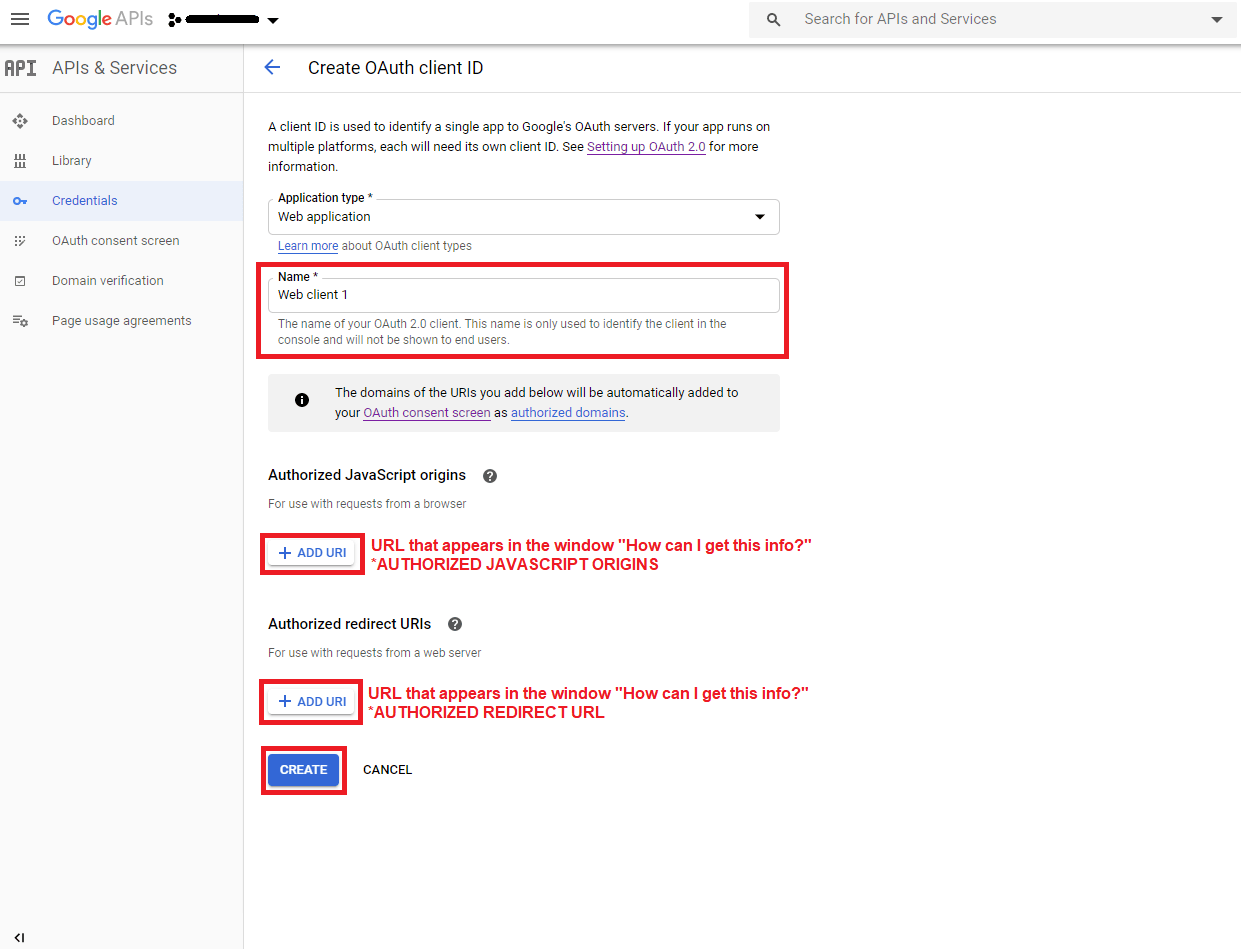 Google APIs
Search for APIs and Services
API APIs & Services
Create OAuth client ID
Dashboard
Library
Credentials
OAuth consent screen
Domain verification
Page usage agreements
A client ID is used to identify a single app to Google's OAuth servers. If your app runs on
multiple platforms, each will need its own client ID. See Setting up OAuth 2.0 for more
information.
Application type *
Web application
Learn more about OAuth client types
Name *
Web client 1
The name of your OAuth 2.0 client. This name is only used to identify the client in the
console and will not be shown to end users.
The domains of the URIs you add below will be automatically added to
your OAuth consent screen as authorized domains.
Authorized JavaScript origins
For use with requests from a browser
+ ADD URI
URL that appears in the window "How can I get this info?"
*AUTHORIZED JAVASCRIPT ORIGINS
Authorized redirect URIs
For use with requests from a web server
+ ADD URI
URL that appears in the window "How can I get this info?"
*AUTHORIZED REDIRECT URL
CREATE
CANCEL